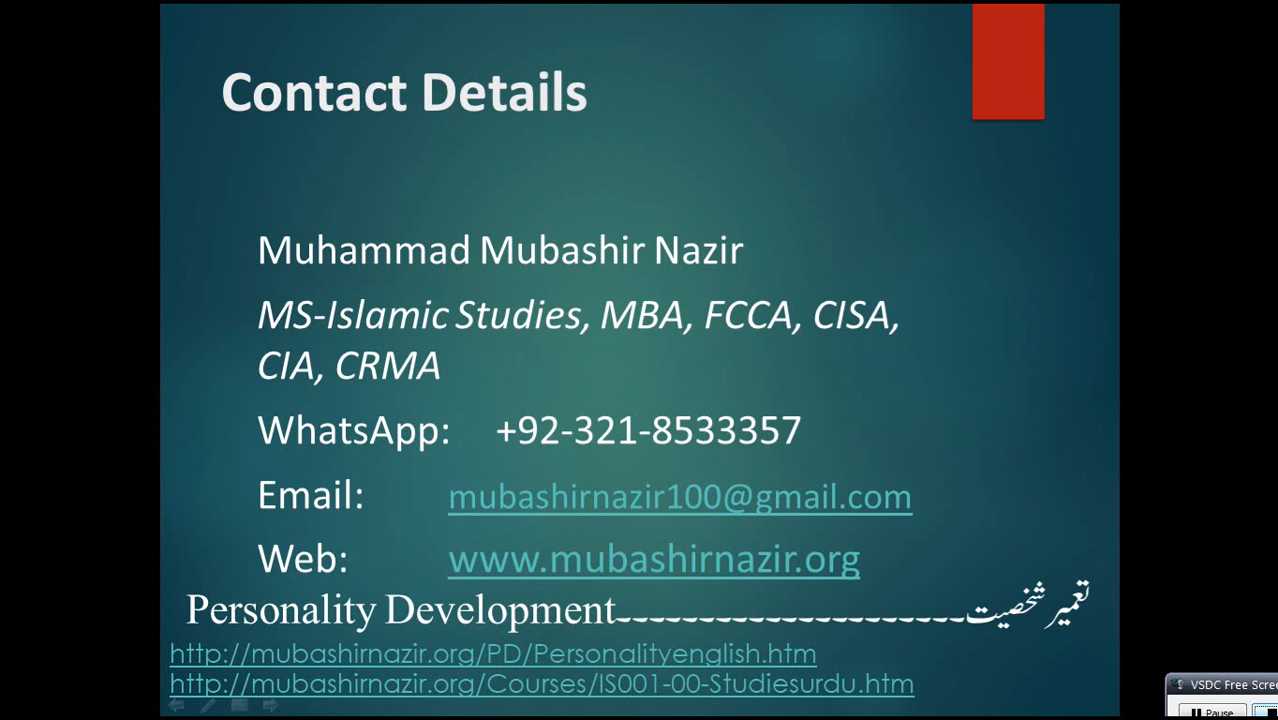 Contact Details
Muhammad Mubashir Nazir
MS-Islamic Studies, MBA, FCCA, CISA,
CIA, CRMA
WhatsApp: +92-321-8533357
Email: mubashirnazir100@gmail.com
Web: www.mubashirnazir.org
Personality Development۔۔۔۔۔۔۔۔۔۔۔۔۔۔۔۔۔۔۔۔۔تعمیر شخصیت
http://mubashirnazir.org/PD/Personalityenglish.htm
http://mubashirnazir.org/Courses/IS001-00-Studiesurdu.htm
VSDC Free Scree
Pause